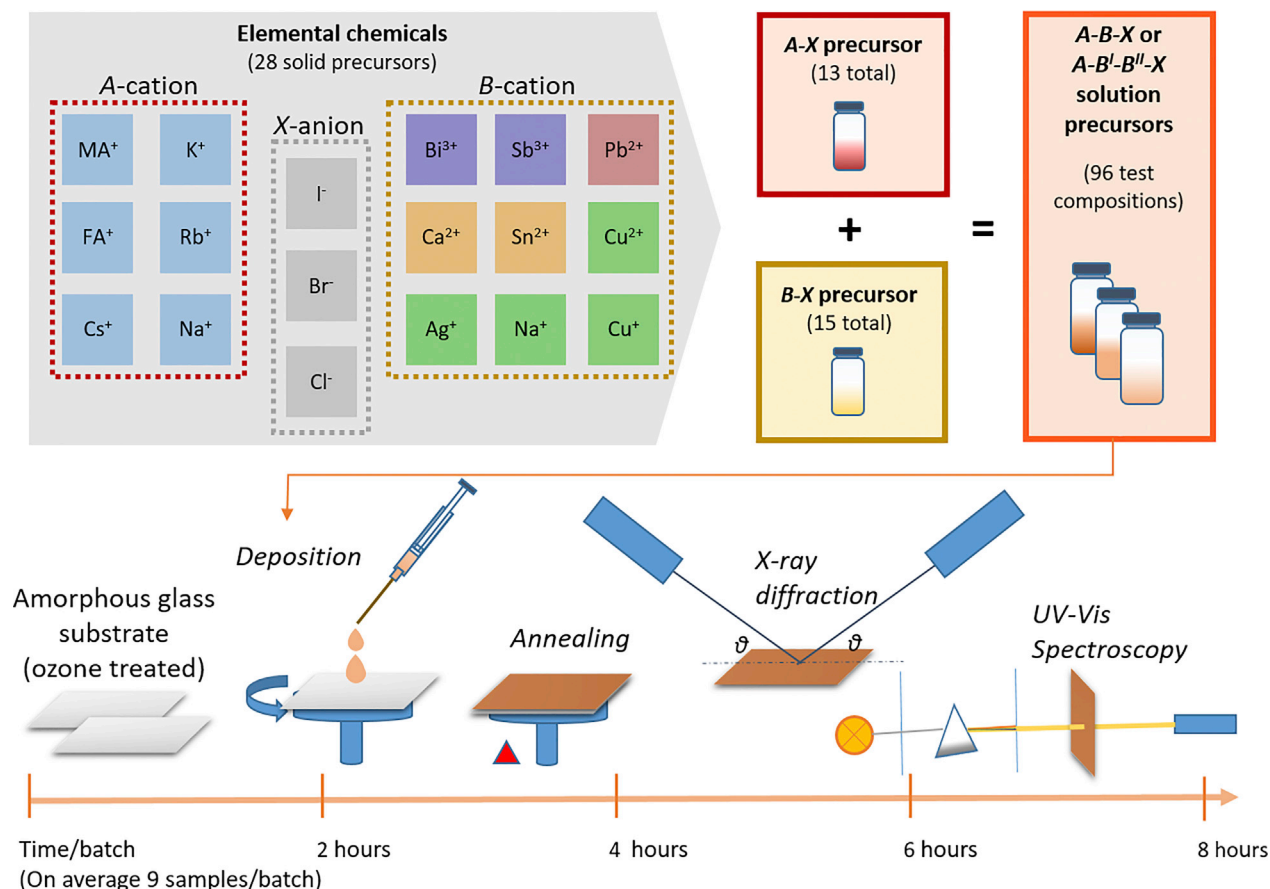 Elemental chemicals
(28 solid precursors)
A-cation
X-anion
B-cation
MA⁺
K⁺
FA⁺
Rb⁺
Cs⁺
Na⁺
I⁻
Br⁻
Cl⁻
Bi³⁺
Sb³⁺
Pb²⁺
Ca²⁺
Sn²⁺
Cu²⁺
Ag⁺
Na⁺
Cu⁺
A-X precursor
(13 total)
+
B-X precursor
(15 total)
=
A-B-X or
A-Bᴵ-Bᴵᴵ-X
solution
precursors
(96 test
compositions)
Amorphous glass
substrate
(ozone treated)
Deposition
Annealing
X-ray
diffraction
ϑ
ϑ
UV-Vis
Spectroscopy
Time/batch
(On average 9 samples/batch)
2 hours
4 hours
6 hours
8 hours